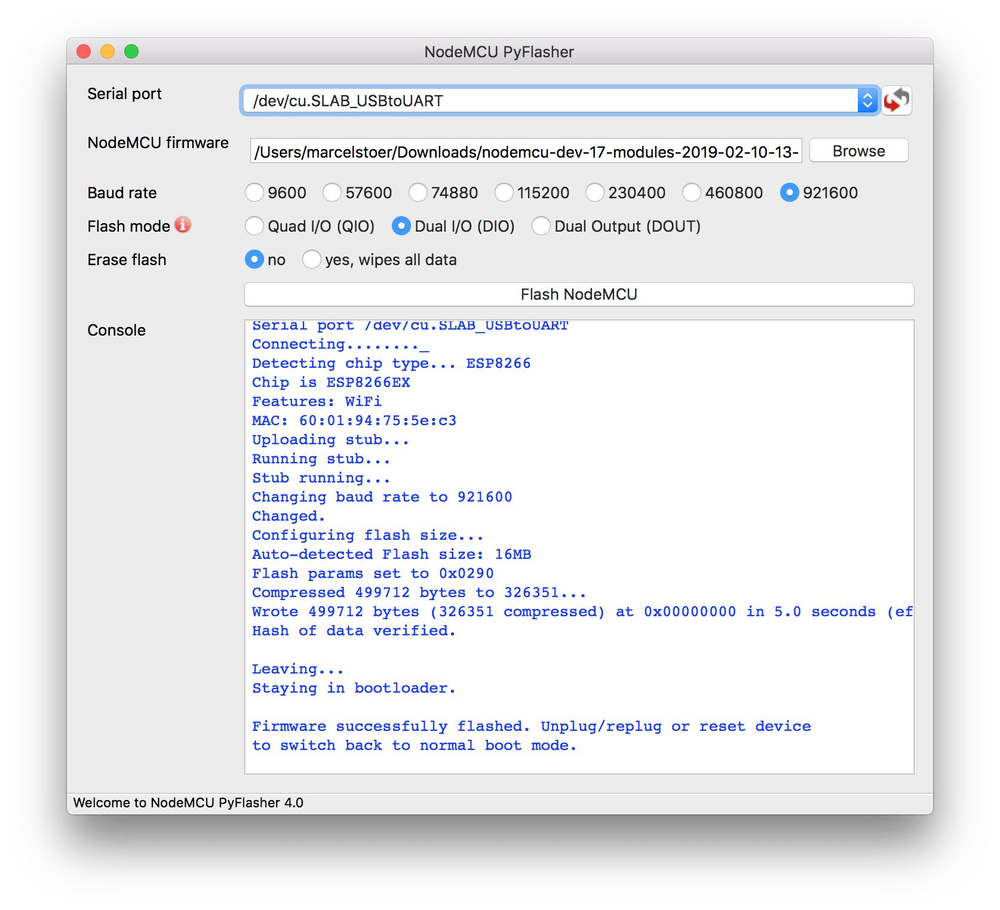 NodeMCU PyFlasher
Serial port /dev/cu.SLAB_USBtoUART
NodeMCU firmware /Users/marcelstoer/Downloads/nodemcu-dev-17-modules-2019-02-10-13- Browse
Baud rate 9600 57600 74880 115200 230400 460800 921600
Flash mode Quad I/O (QIO) Dual I/O (DIO) Dual Output (DOUT)
Erase flash no yes, wipes all data
Flash NodeMCU
Console
Serial port /dev/cu.SLAB_USBtoUART
Connecting........_
Detecting chip type... ESP8266
Chip is ESP8266EX
Features: WiFi
MAC: 60:01:94:75:5e:c3
Uploading stub...
Running stub...
Stub running...
Changing baud rate to 921600
Changed.
Configuring flash size...
Auto-detected Flash size: 16MB
Flash params set to 0x0290
Compressed 499712 bytes to 326351...
Wrote 499712 bytes (326351 compressed) at 0x00000000 in 5.0 seconds (ef
Hash of data verified.
Leaving...
Staying in bootloader.
Firmware successfully flashed. Unplug/replug or reset device
to switch back to normal boot mode.
Welcome to NodeMCU PyFlasher 4.0